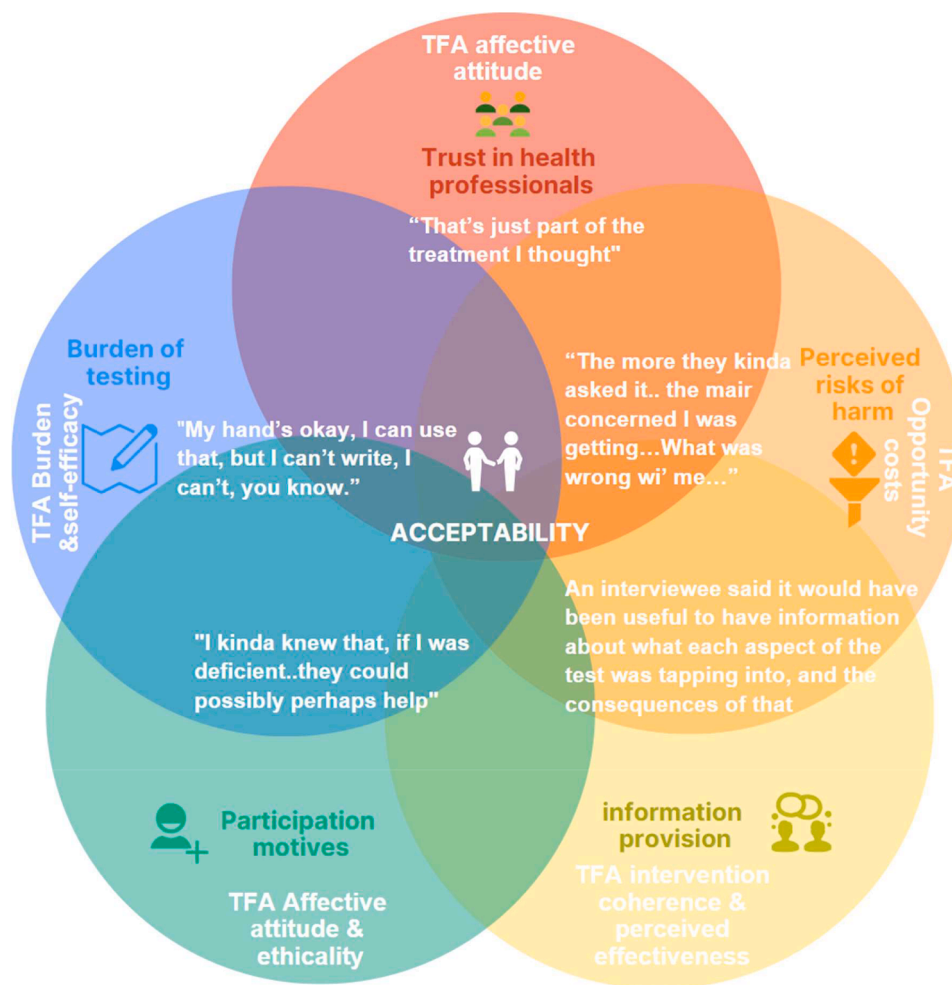 TFA affective
attitude
Trust in health
professionals
“That’s just part of the
treatment I thought"
Burden of
testing
TFA Burden
&self-efficacy
"My hand’s okay, I can use
that, but I can’t write, I
can’t, you know.”
“The more they kinda
asked it.. the mair
concerned I was
getting...What was
wrong wi’ me...”
Perceived
risks of
harm
TFA
Opportunity
costs
ACCEPTABILITY
"I kinda knew that, if I was
deficient..they could
possibly perhaps help"
An interviewee said it would have
been useful to have information
about what each aspect of the
test was tapping into, and the
consequences of that
Participation
motives
TFA Affective
attitude &
ethicality
information
provision
TFA intervention
coherence &
perceived
effectiveness